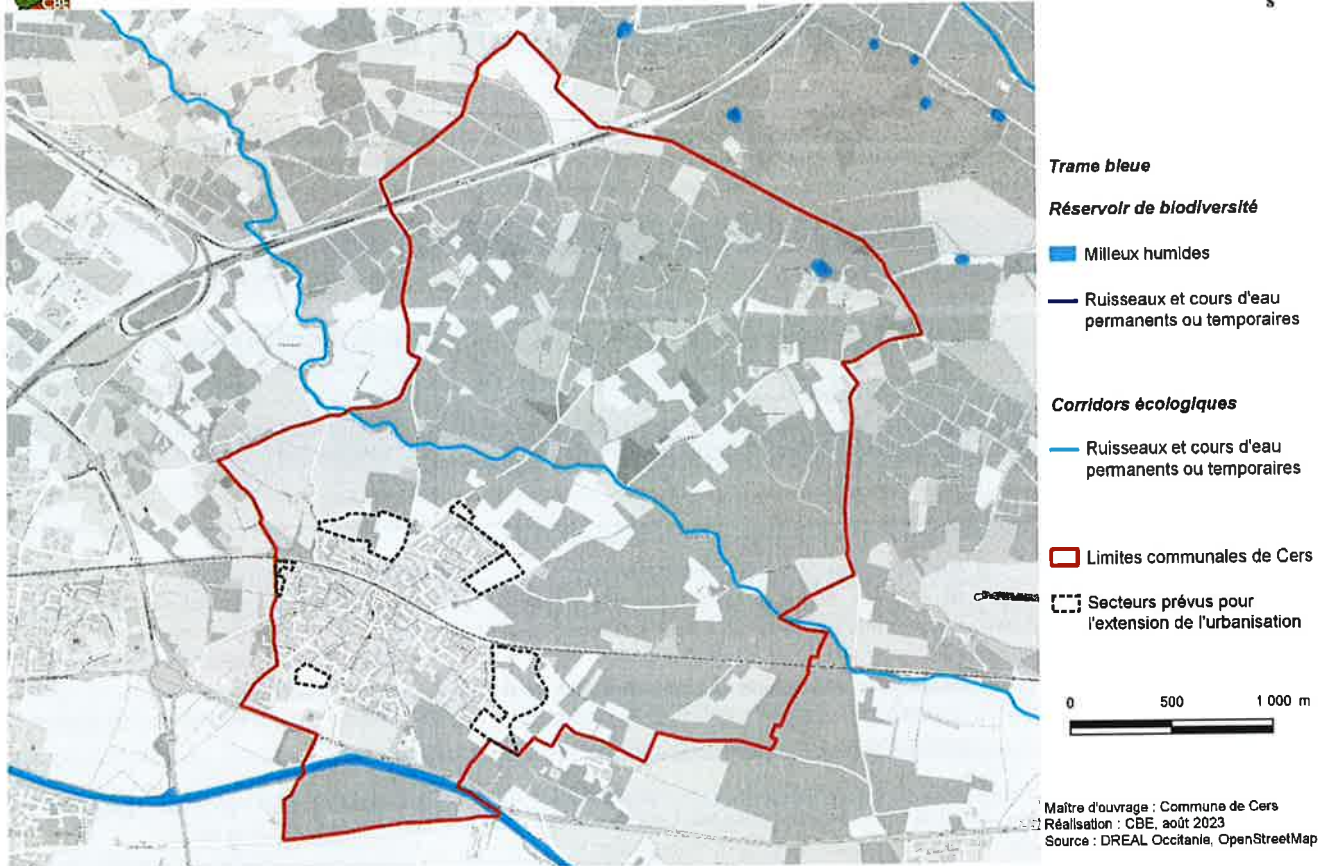 CBE
Trame bleue
Réservoir de biodiversité
Milieux humides
Ruisseaux et cours d'eau
permanents ou temporaires
Corridors écologiques
Ruisseaux et cours d'eau
permanents ou temporaires
Limites communales de Cers
Secteurs prévus pour
l'extension de l'urbanisation
0 500 1 000 m
Maître d'ouvrage : Commune de Cers
Réalisation : CBE, août 2023
Source : DREAL Occitanie, OpenStreetMap